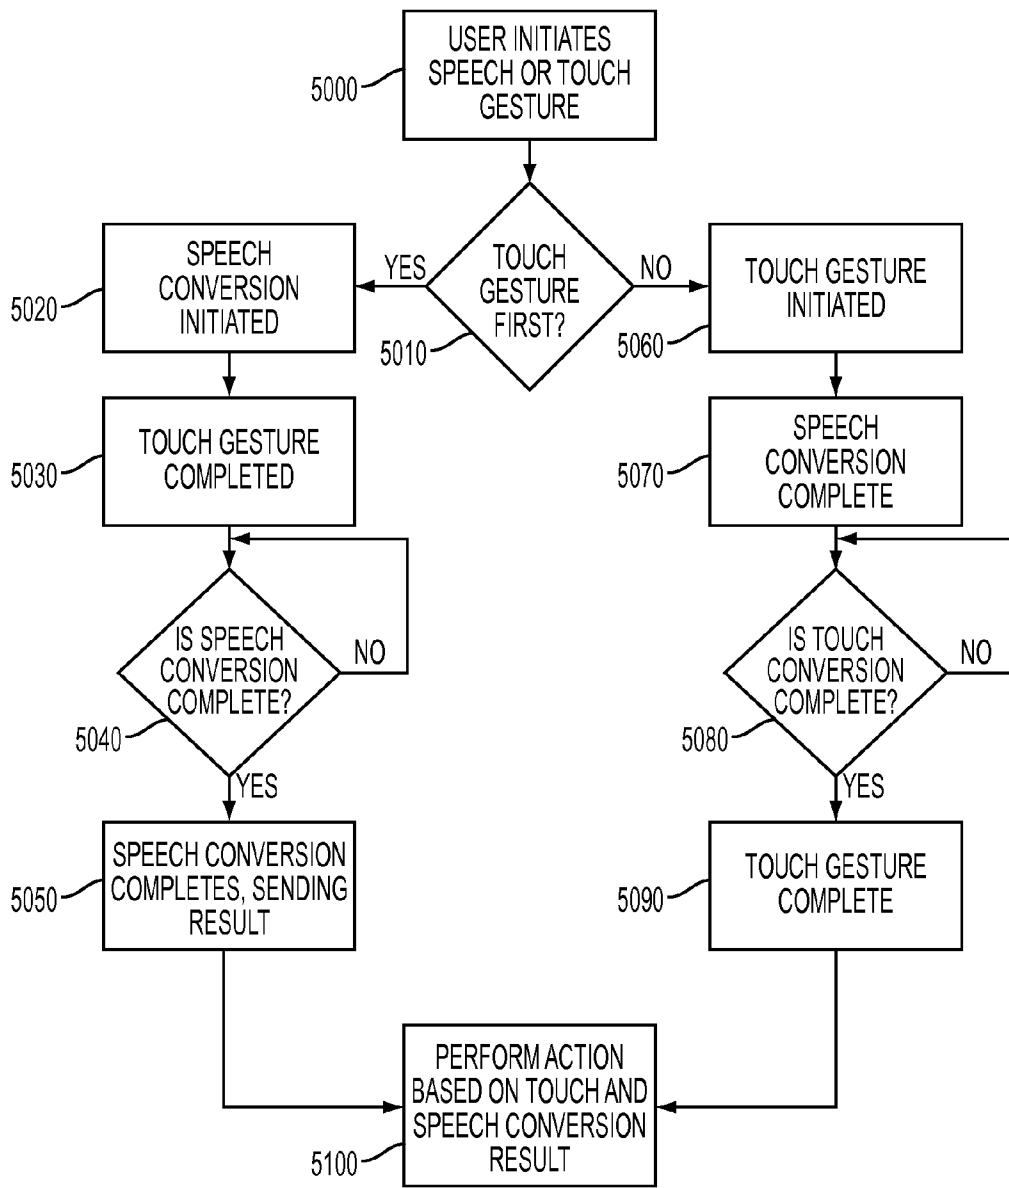 USER INITIATES
SPEECH OR TOUCH
GESTURE
5000
TOUCH
GESTURE
FIRST?
5010
YES
NO
SPEECH
CONVERSION
INITIATED
5020
TOUCH GESTURE
COMPLETED
5030
IS SPEECH
CONVERSION
COMPLETE?
5040
NO
YES
SPEECH CONVERSION
COMPLETES, SENDING
RESULT
5050
TOUCH GESTURE
INITIATED
5060
SPEECH
CONVERSION
COMPLETE
5070
IS TOUCH
CONVERSION
COMPLETE?
5080
NO
YES
TOUCH GESTURE
COMPLETE
5090
PERFORM ACTION
BASED ON TOUCH AND
SPEECH CONVERSION
RESULT
5100